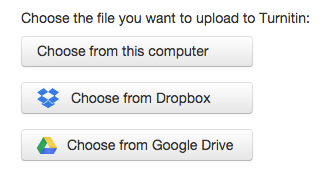 Choose the file you want to upload to Turnitin:
Choose from this computer
Choose from Dropbox
Choose from Google Drive